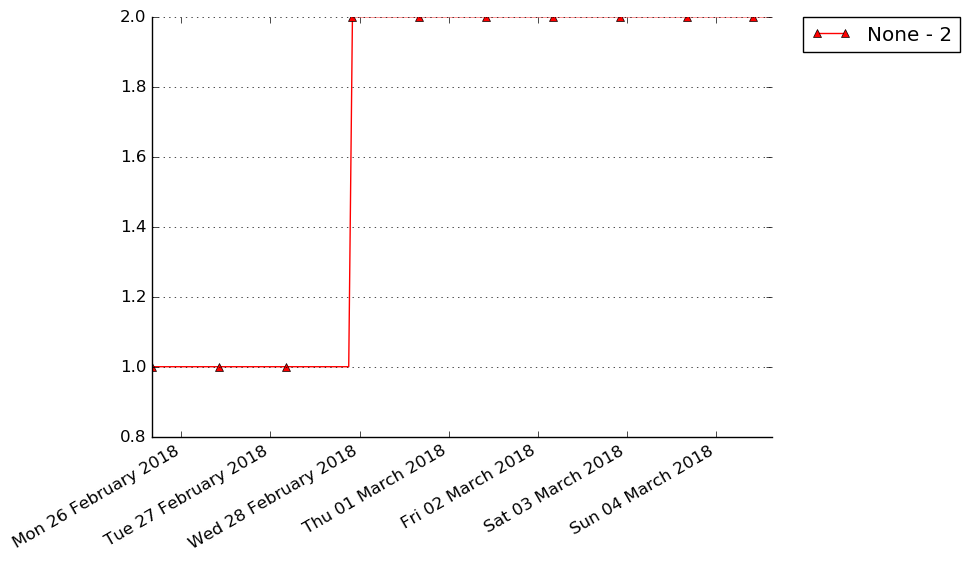 2.0
None - 2
1.8
1.6
1.4
1.2
1.0
0.8
Mon 26 February 2018
Tue 27 February 2018
Wed 28 February 2018
Thu 01 March 2018
Fri 02 March 2018
Sat 03 March 2018
Sun 04 March 2018